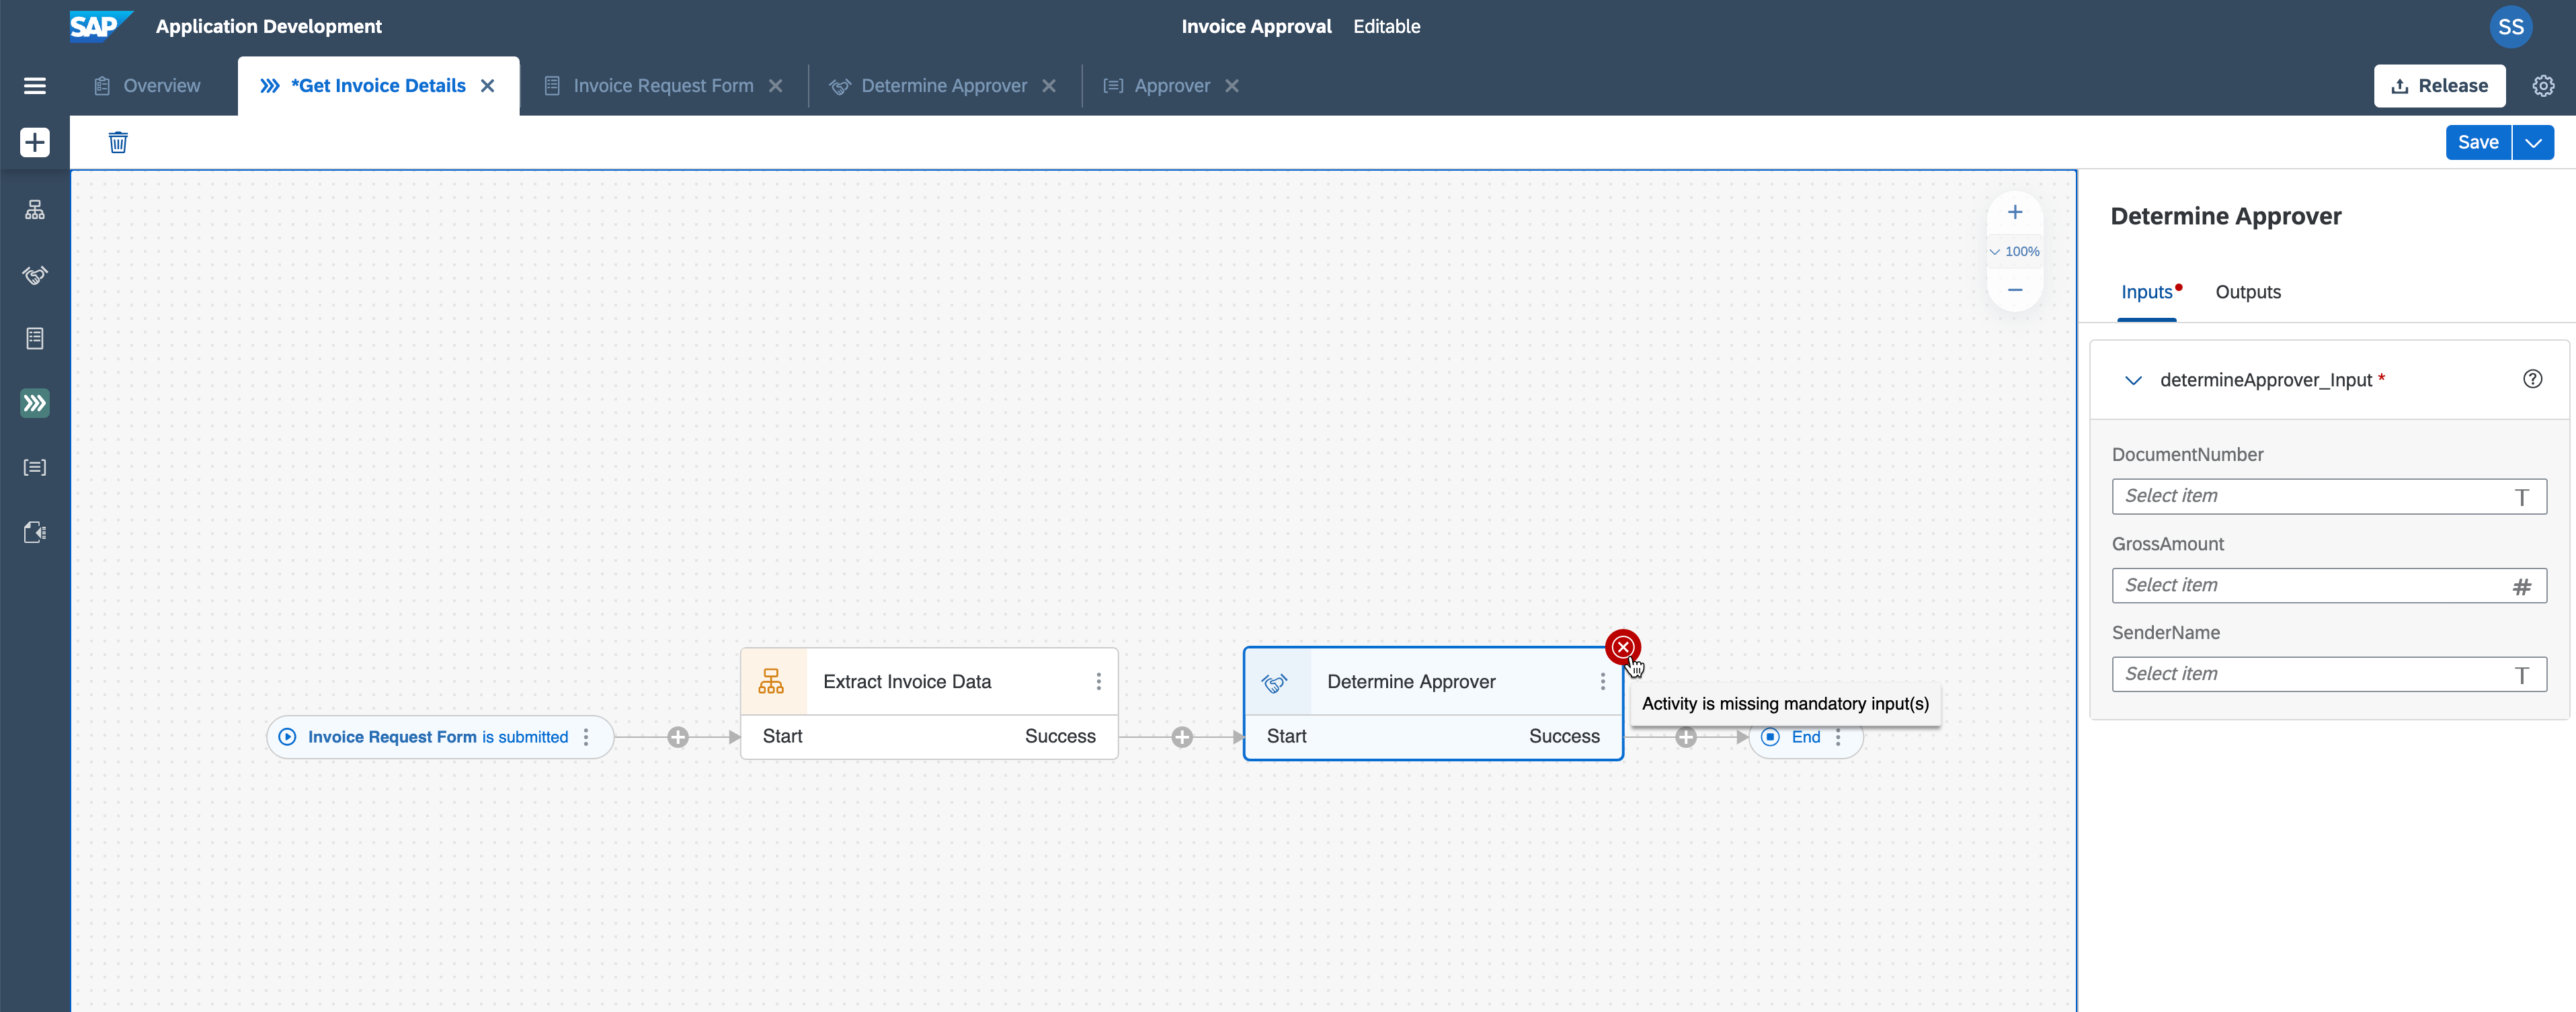 SAP Application Development
Invoice Approval Editable
SS
Overview
*Get Invoice Details
Invoice Request Form
Determine Approver
Approver
Release
Save
100%
Invoice Request Form is submitted
Extract Invoice Data
Start Success
Determine Approver
Start Success
Activity is missing mandatory input(s)
End
Determine Approver
Inputs Outputs
determineApprover_Input *
DocumentNumber
Select item T
GrossAmount
Select item #
SenderName
Select item T